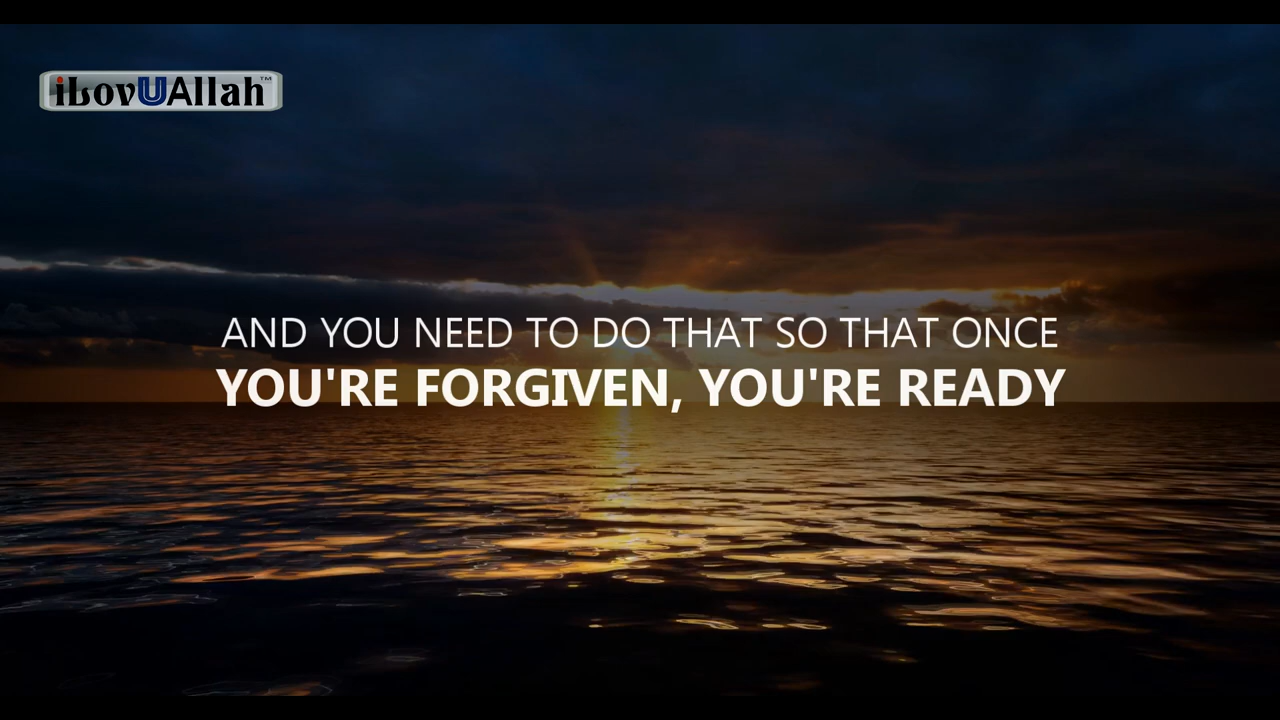 iLovUAllah™
AND YOU NEED TO DO THAT SO THAT ONCE
YOU'RE FORGIVEN, YOU'RE READY